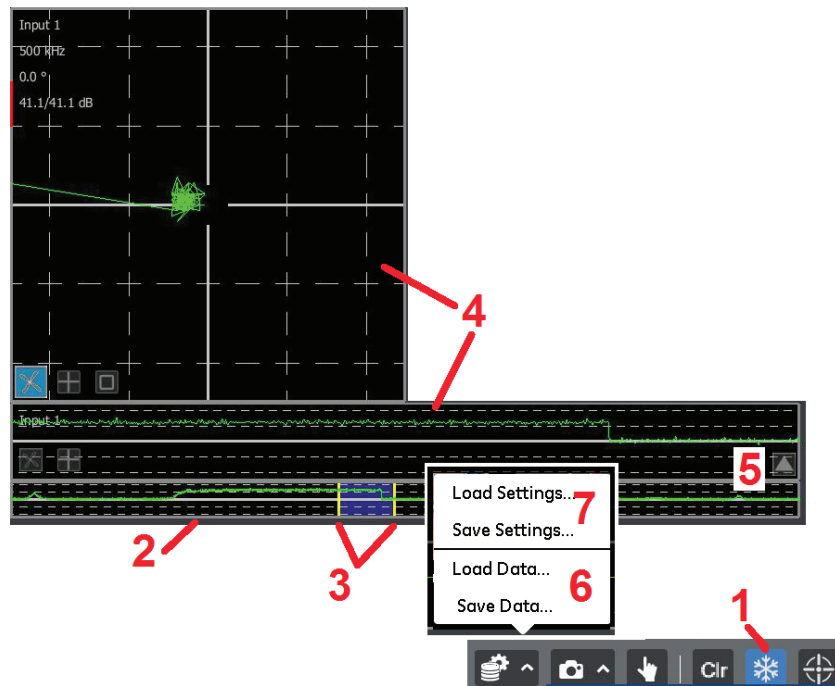 Input 1
500 kHz
0.0 °
41.1/41.1 dB
4
Input 1
5
Load Settings...
7
Save Settings...
2
3
Load Data...
6
Save Data...
1
Clr